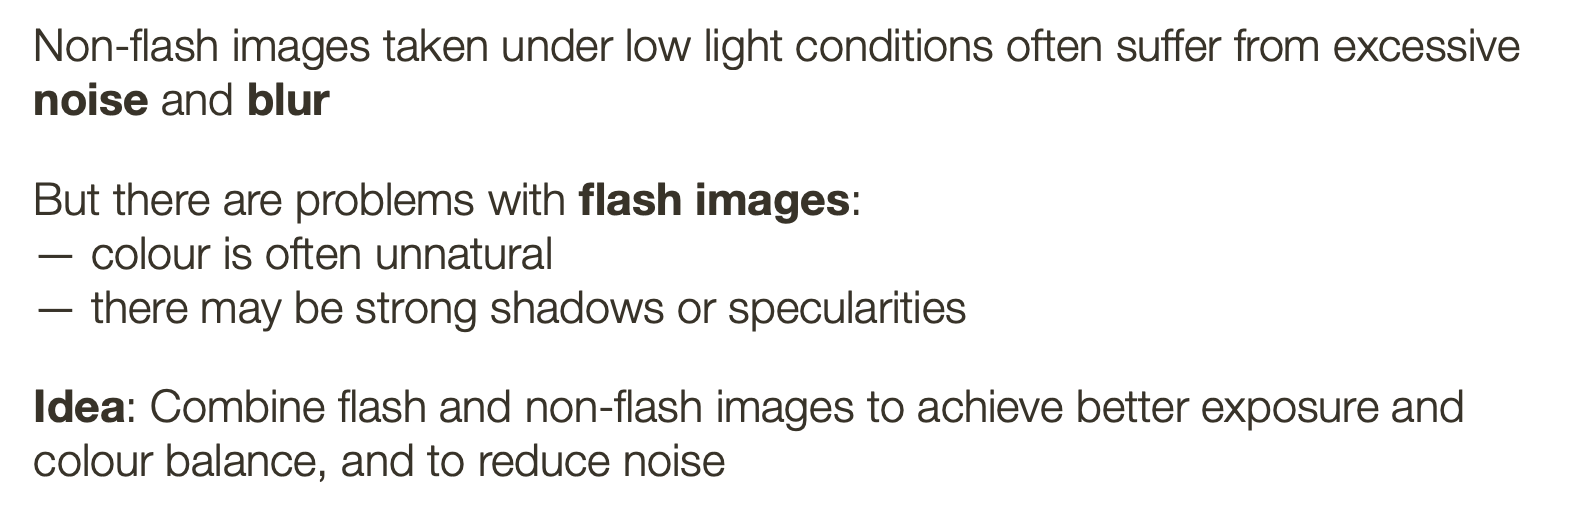 Non-flash images taken under low light conditions often suffer from excessive
noise and blur
But there are problems with flash images:
— colour is often unnatural
— there may be strong shadows or specularities
Idea: Combine flash and non-flash images to achieve better exposure and
colour balance, and to reduce noise